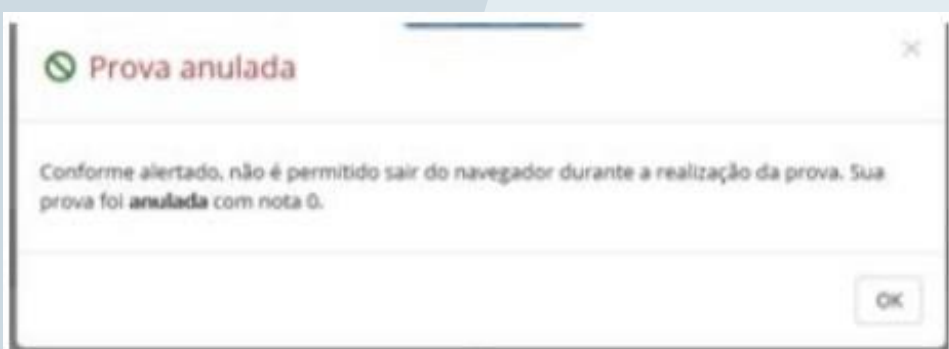 Prova anulada
Conforme alertado, não é permitido sair do navegador durante a realização da prova. Sua
prova foi anulada com nota 0.
OK